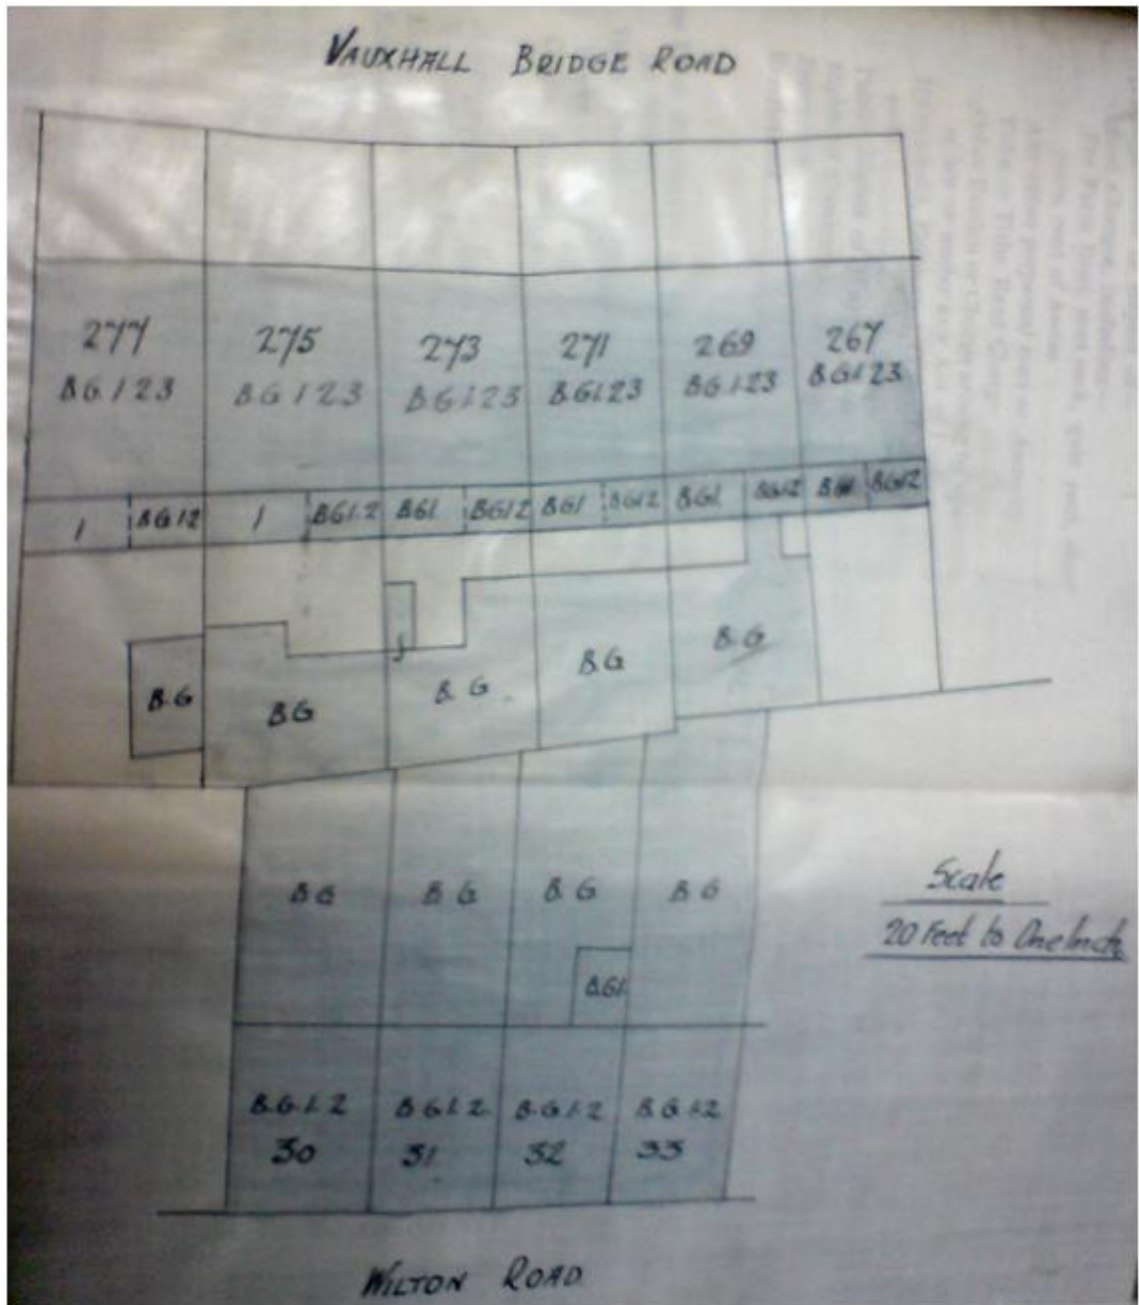 VAUXHALL BRIDGE ROAD
277 275 273 271 269 267
B.G.1.2.3 B.G.1.2.3 B.G.1.2.3 B.G.1.2.3 B.G.1.2.3 B.G.1.2.3
1 B.G.1.2 1 B.G.1.2 B.G.1 B.G.1.2 B.G.1 B.G.1.2 B.G.1 B.G.1.2 B.G.1 B.G.1.2
B.G B.G B.G B.G B.G
B.G B.G B.G B.G
B.G.1.
Scale
20 Feet to One Inch
B.G.1.2 B.G.1.2 B.G.1.2 B.G.1.2
30 31 32 33
WILTON ROAD